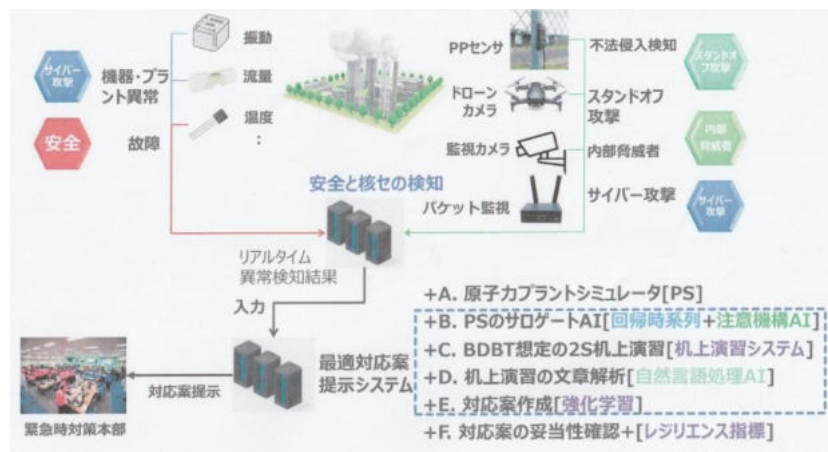 サイバー
攻撃
機器・プラ
ント異常
安全
故障
振動
流量
温度
:
PPセンサ
不法侵入検知
ドローン
カメラ
スタンドオフ
攻撃
監視カメラ
内部脅威者
パケット監視
サイバー攻撃
スタンドオ
フ攻撃
内部
脅威者
サイバー
攻撃
安全と核セの検知
リアルタイム
異常検知結果
入力
最適対応案
提示システム
対応案提示
緊急時対策本部
+A. 原子力プラントシミュレータ[PS]
+B. PSのサロゲートAI[回帰時系列+注意機構AI]
+C. BDBT想定の2S机上演習[机上演習システム]
+D. 机上演習の文章解析[自然言語処理AI]
+E. 対応案作成[強化学習]
+F. 対応案の妥当性確認+[レジリエンス指標]